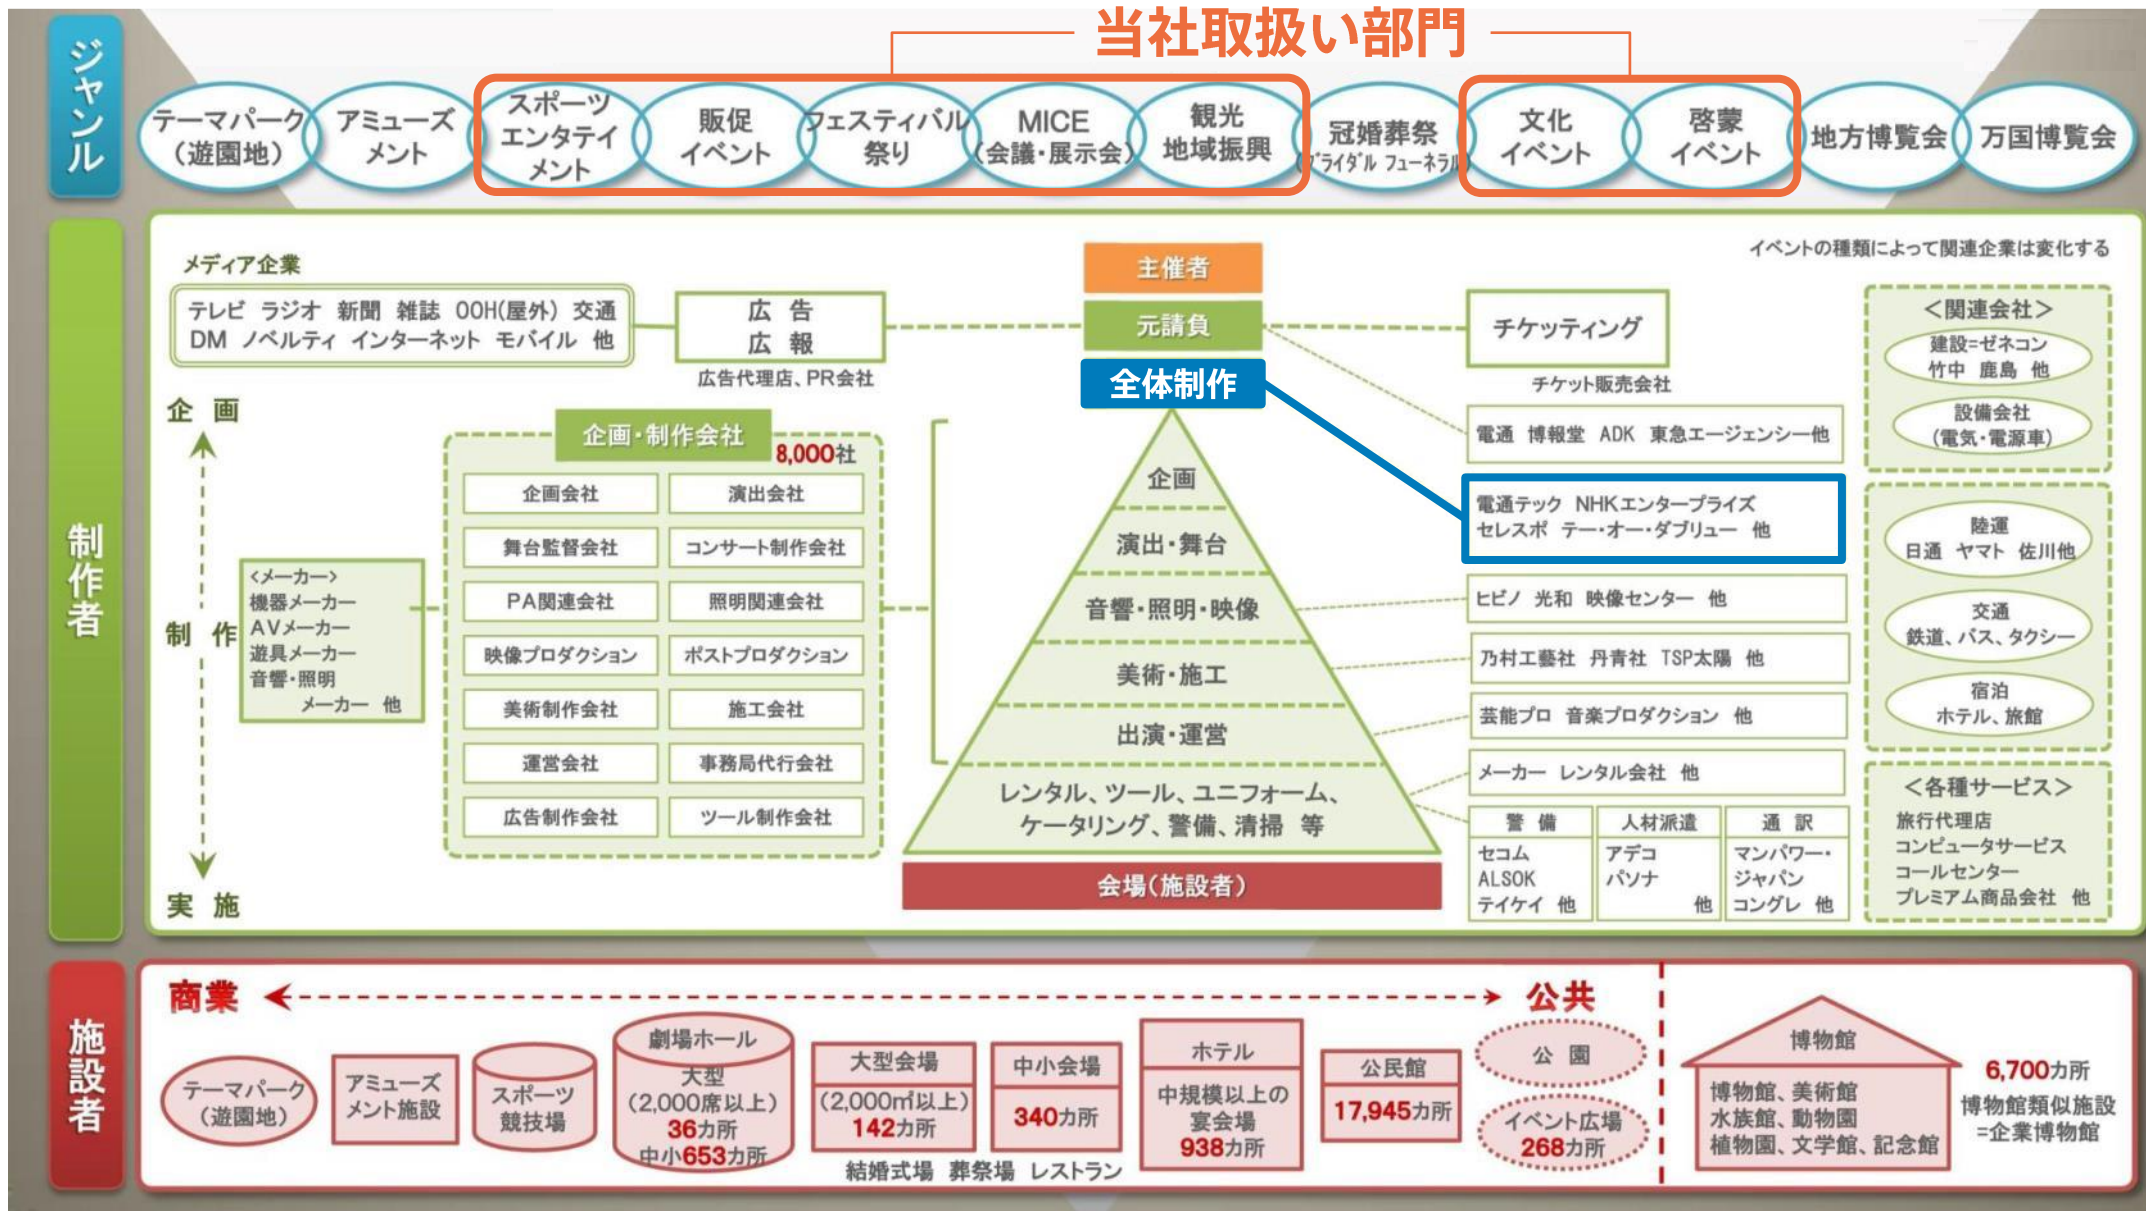 当社取扱い部門
ジャンル
テーマパーク
（遊園地）
アミューズ
メント
スポーツ
エンタテイ
メント
販促
イベント
フェスティバル
祭り
MICE
（会議・展示会）
観光
地域振興
冠婚葬祭
（ﾌﾞﾗｲﾀﾞﾙ ﾌｭｰﾈﾗﾙ）
文化
イベント
啓蒙
イベント
地方博覧会
万国博覧会
制作者
イベントの種類によって関連企業は変化する
メディア企業
テレビ ラジオ 新聞 雑誌 OOH(屋外) 交通
DM ノベルティ インターネット モバイル 他
広 告
広 報
広告代理店、PR会社
主催者
元請負
全体制作
チケッティング
チケット販売会社
企 画
制 作
実 施
<メーカー>
機器メーカー
AVメーカー
遊具メーカー
音響・照明
メーカー 他
企画・制作会社
8,000社
企画会社
演出会社
舞台監督会社
コンサート制作会社
PA関連会社
照明関連会社
映像プロダクション
ポストプロダクション
美術制作会社
施工会社
運営会社
事務局代行会社
広告制作会社
ツール制作会社
企画
演出・舞台
音響・照明・映像
美術・施工
出演・運営
レンタル、ツール、ユニフォーム、
ケータリング、警備、清掃 等
会場（施設者）
電通 博報堂 ADK 東急エージェンシー他
電通テック NHKエンタープライズ
セレスポ テー・オー・ダブリュー 他
ヒビノ 光和 映像センター 他
乃村工藝社 丹青社 TSP太陽 他
芸能プロ 音楽プロダクション 他
メーカー レンタル会社 他
警 備
セコム
ALSOK
テイケイ 他
人材派遣
アデコ
パソナ
他
通 訳
マンパワー・
ジャパン
コングレ 他
＜関連会社＞
建設=ゼネコン
竹中 鹿島 他
設備会社
(電気・電源車)
陸運
日通 ヤマト 佐川他
交通
鉄道、バス、タクシー
宿泊
ホテル、旅館
＜各種サービス＞
旅行代理店
コンピュータサービス
コールセンター
プレミアム商品会社 他
施設者
商業
公共
テーマパーク
（遊園地）
アミューズ
メント施設
スポーツ
競技場
劇場ホール
大型
(2,000席以上)
36カ所
中小653カ所
大型会場
(2,000㎡以上)
142カ所
中小会場
340カ所
結婚式場 葬祭場 レストラン
ホテル
中規模以上の
宴会場
938カ所
公民館
17,945カ所
公 園
イベント広場
268カ所
博物館
博物館、美術館
水族館、動物園
植物園、文学館、記念館
6,700カ所
博物館類似施設
=企業博物館